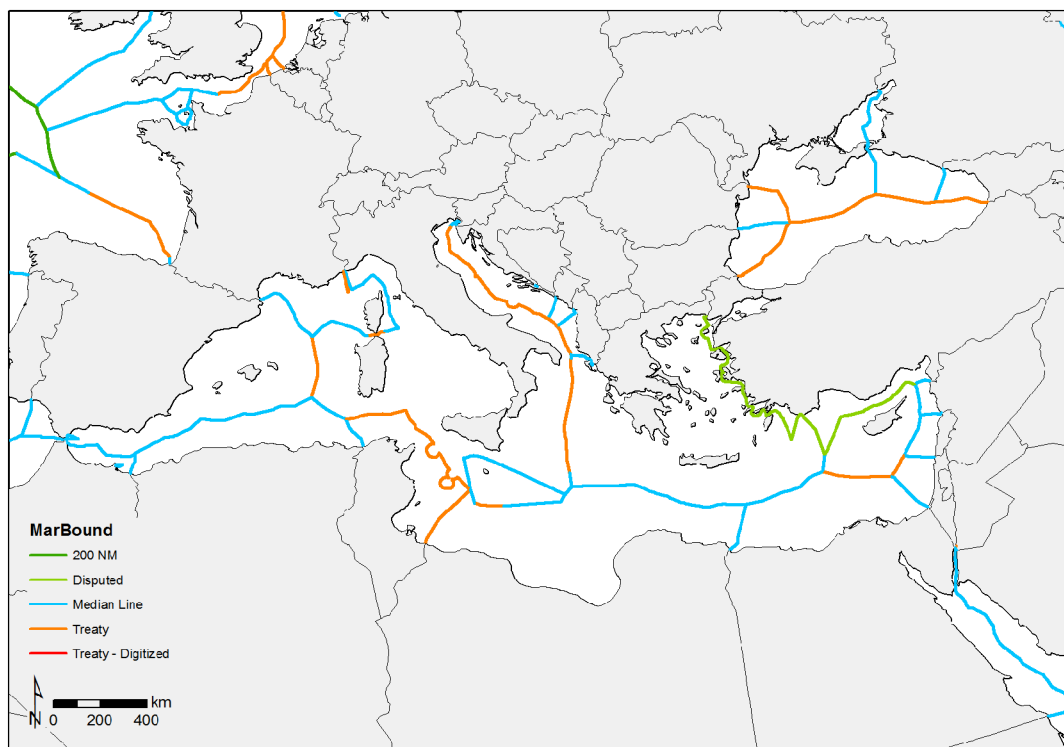 MarBound
200 NM
Disputed
Median Line
Treaty
Treaty - Digitized
N
km
0 200 400